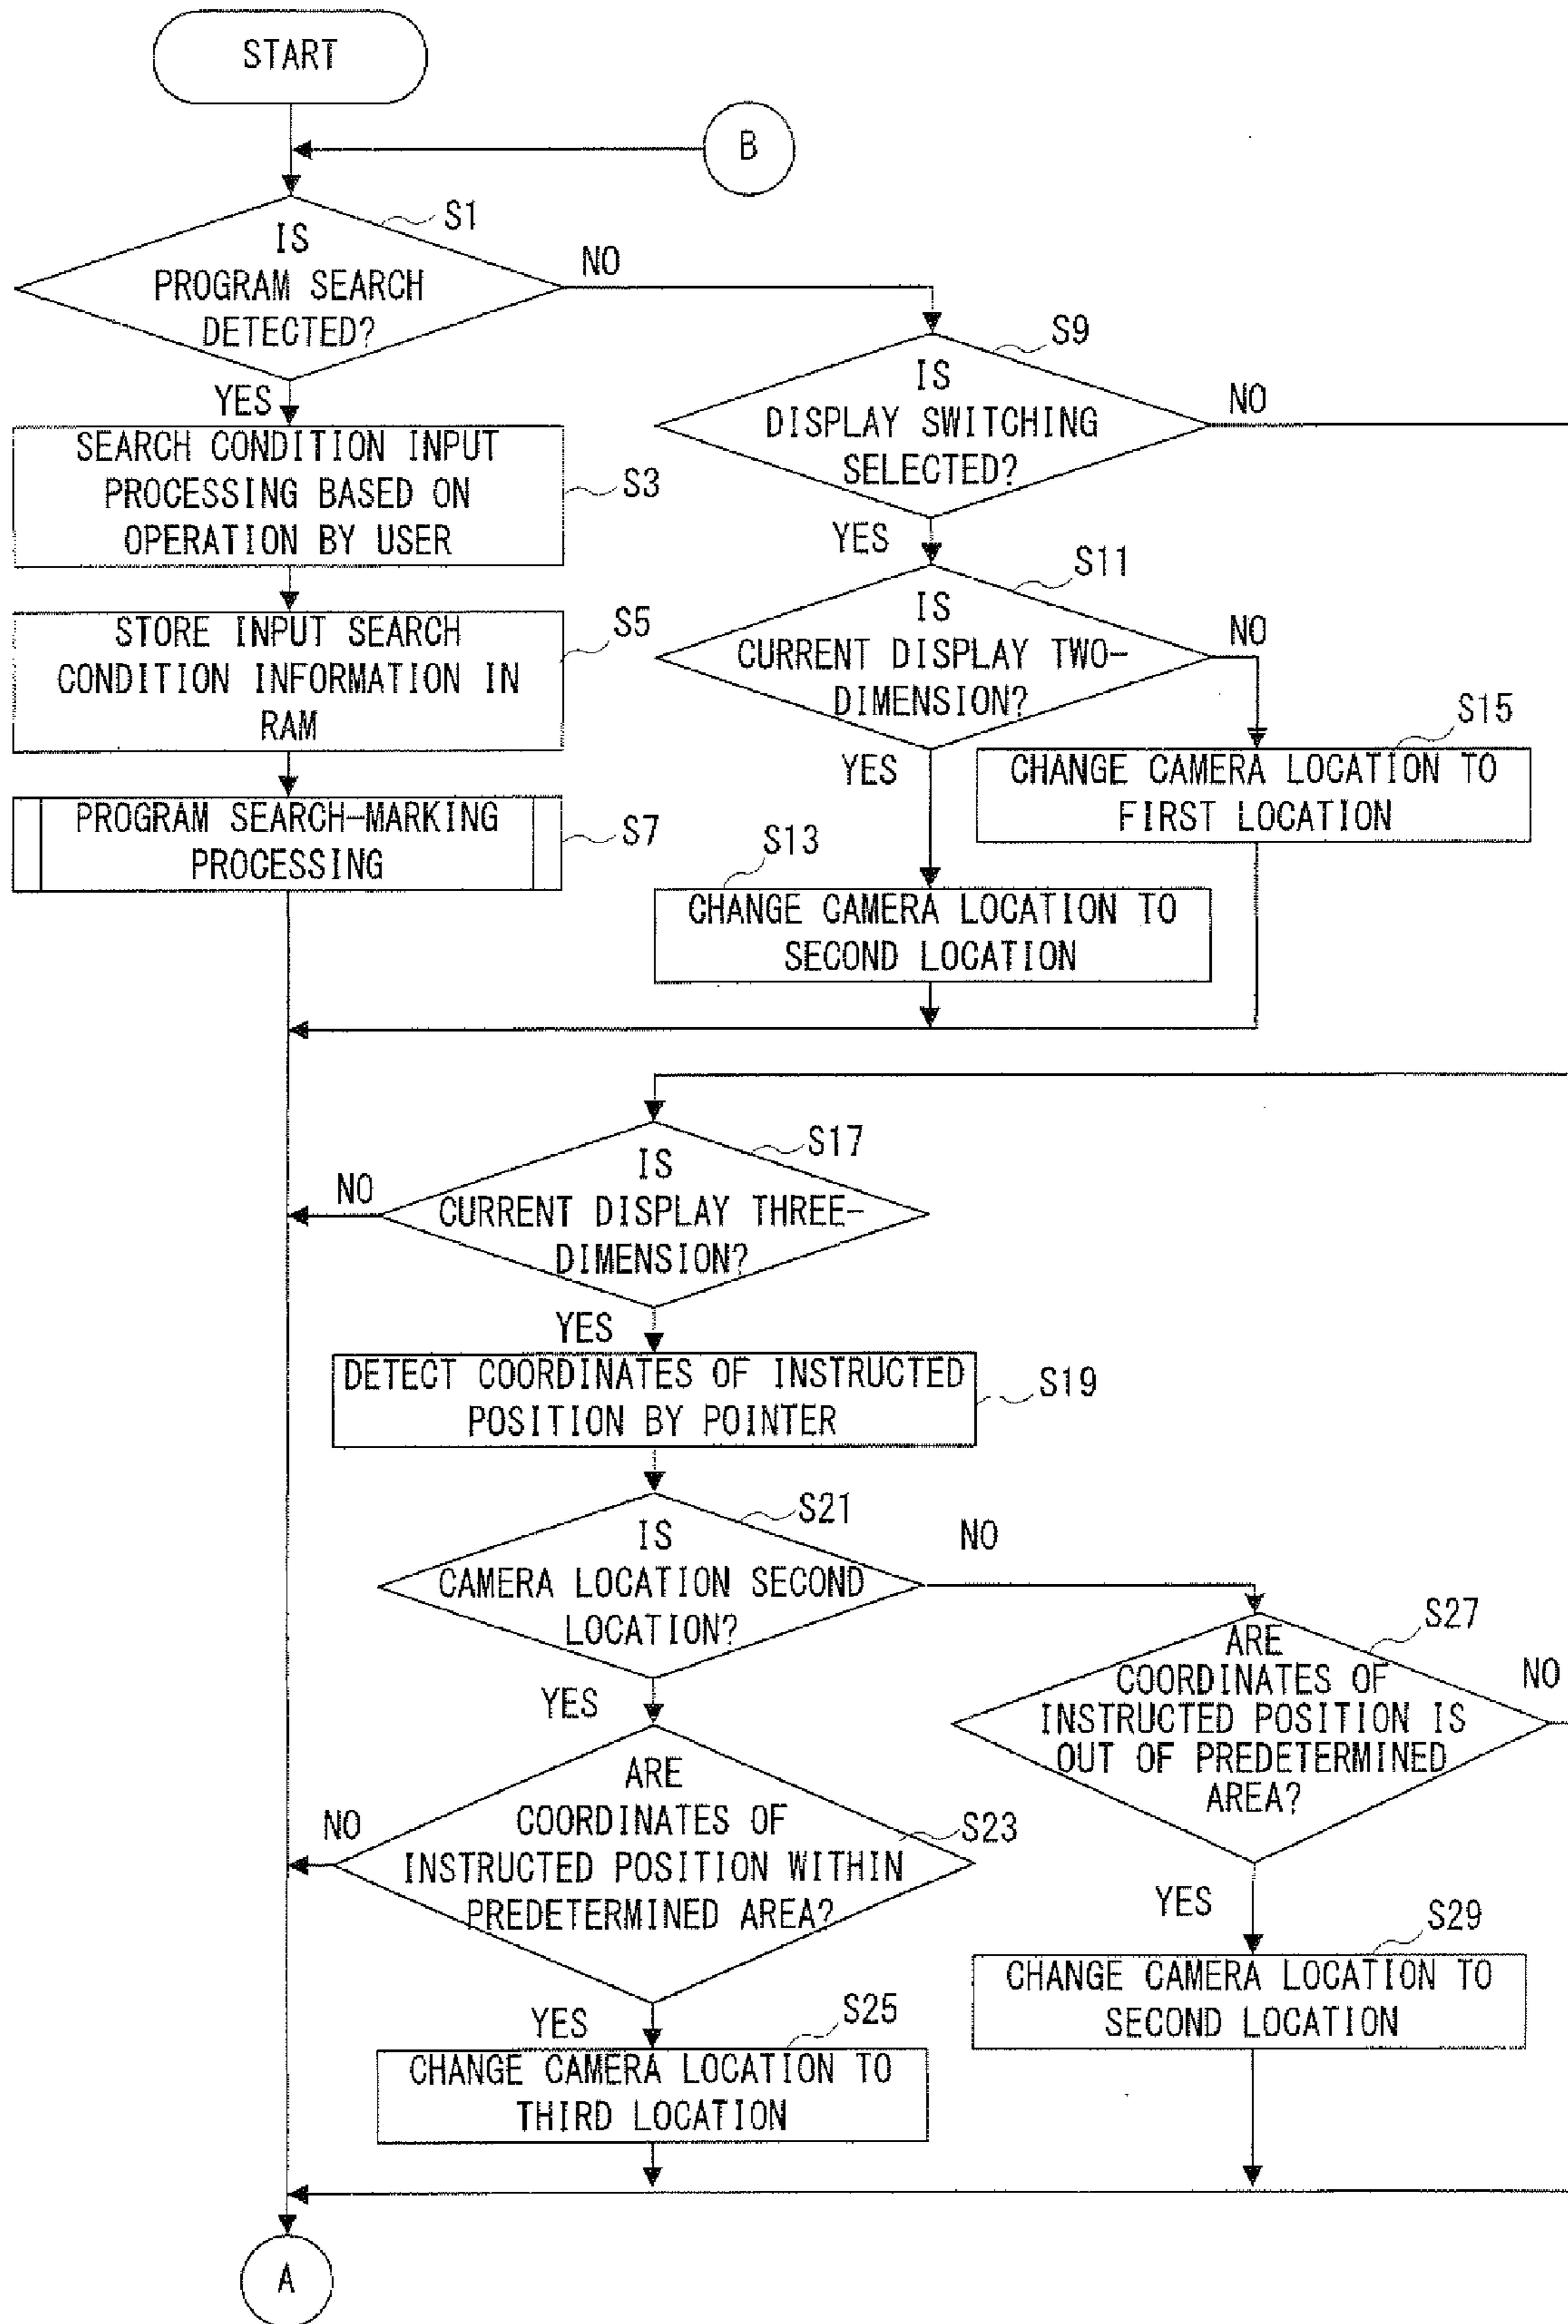 START
B
S1
IS
PROGRAM SEARCH
DETECTED?
NO
YES
SEARCH CONDITION INPUT
PROCESSING BASED ON
OPERATION BY USER
S3
STORE INPUT SEARCH
CONDITION INFORMATION IN
RAM
S5
PROGRAM SEARCH-MARKING
PROCESSING
S7
S9
IS
DISPLAY SWITCHING
SELECTED?
NO
YES
S11
IS
CURRENT DISPLAY TWO-
DIMENSION?
NO
YES
S15
CHANGE CAMERA LOCATION TO
FIRST LOCATION
S13
CHANGE CAMERA LOCATION TO
SECOND LOCATION
S17
IS
CURRENT DISPLAY THREE-
DIMENSION?
NO
YES
DETECT COORDINATES OF INSTRUCTED
POSITION BY POINTER
S19
S21
IS
CAMERA LOCATION SECOND
LOCATION?
NO
YES
S27
ARE
COORDINATES OF
INSTRUCTED POSITION IS
OUT OF PREDETERMINED
AREA?
NO
YES
ARE
COORDINATES OF
INSTRUCTED POSITION WITHIN
PREDETERMINED AREA?
S23
NO
YES
S29
CHANGE CAMERA LOCATION TO
SECOND LOCATION
S25
CHANGE CAMERA LOCATION TO
THIRD LOCATION
A